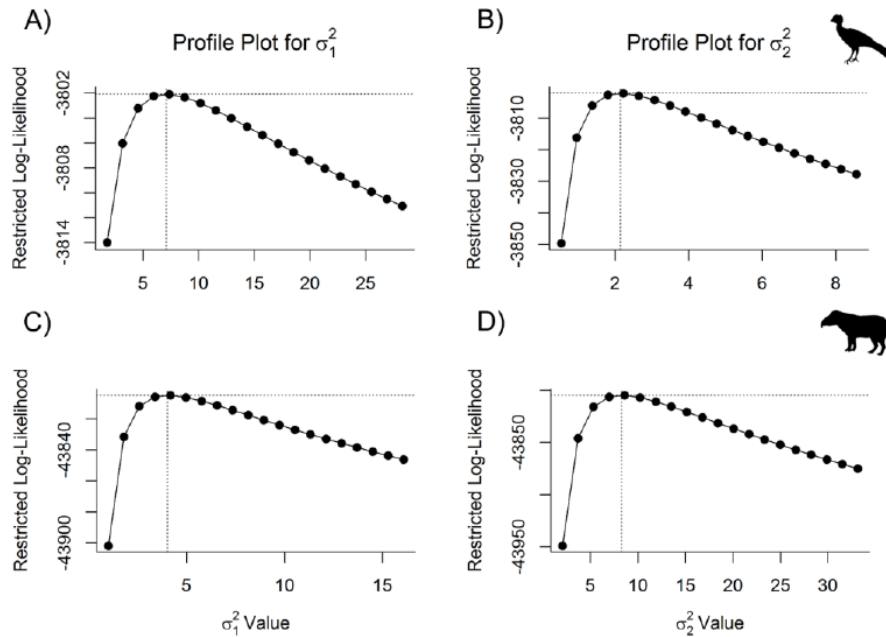 A)
Profile Plot for σ₁²
Restricted Log-Likelihood
-3802
-3808
-3814
5 10 15 20 25
B)
Profile Plot for σ₂²
Restricted Log-Likelihood
-3810
-3830
-3850
2 4 6 8
C)
Restricted Log-Likelihood
-43840
-43900
5 10 15
σ₁² Value
D)
Restricted Log-Likelihood
-43850
-43950
5 10 15 20 25 30
σ₂² Value